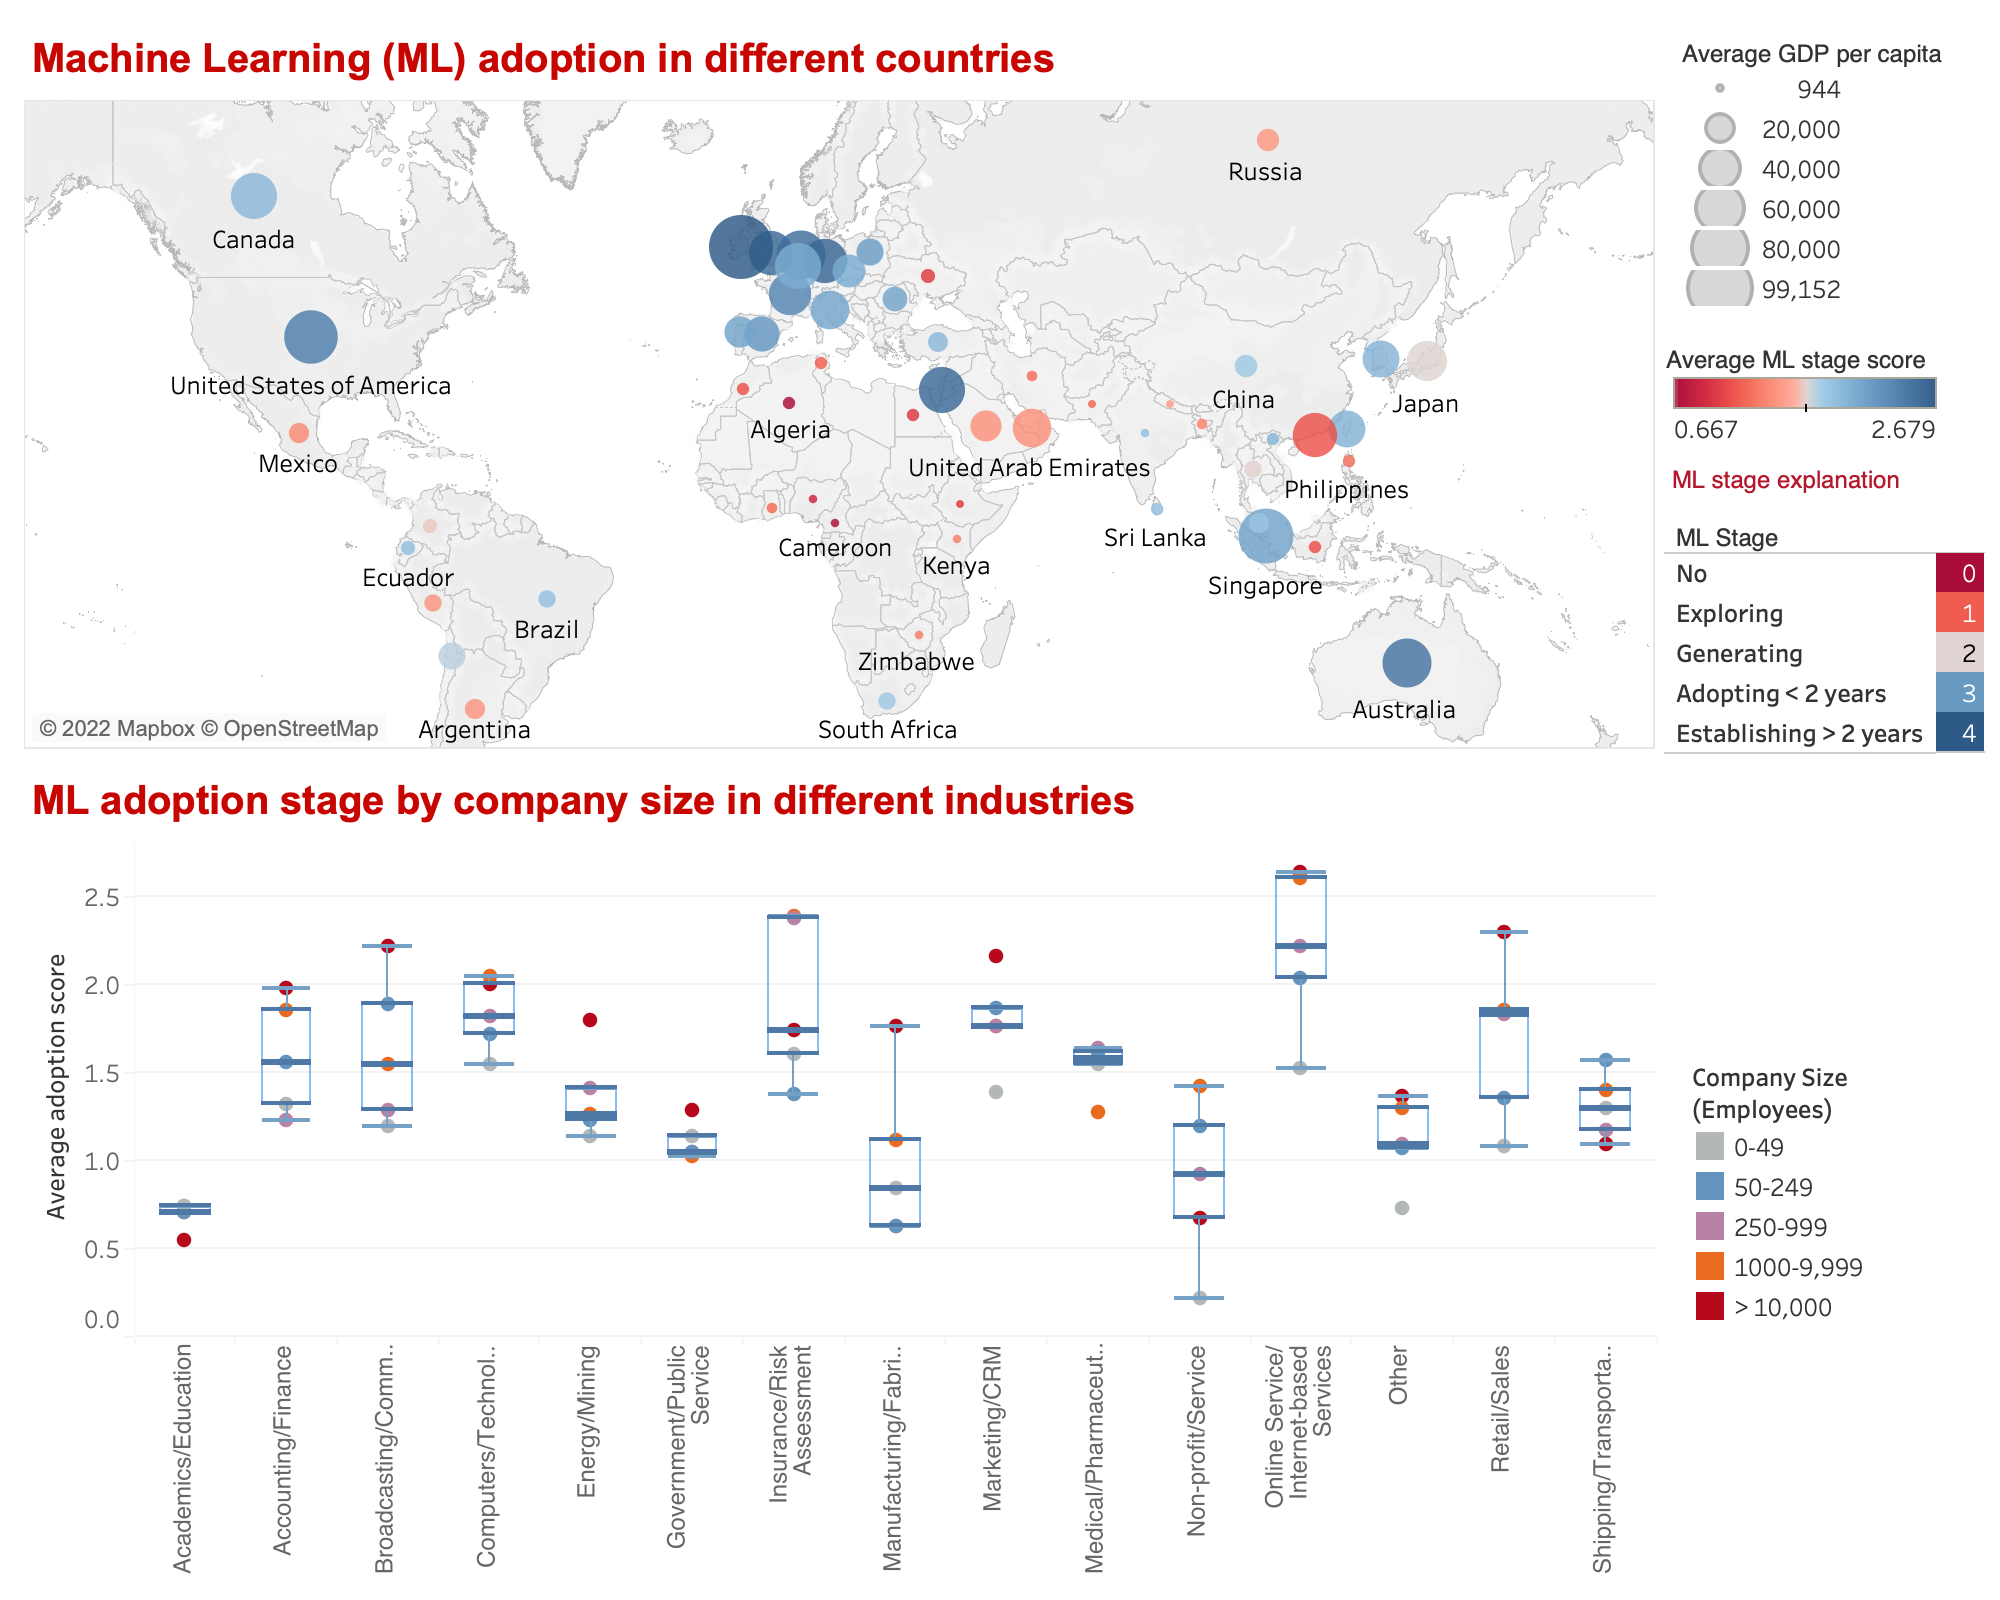 Machine Learning (ML) adoption in different countries
Average GDP per capita
944
20,000
40,000
60,000
80,000
99,152
Average ML stage score
0.667 2.679
ML stage explanation
ML Stage
No 0
Exploring 1
Generating 2
Adopting < 2 years 3
Establishing > 2 years 4
Russia
Canada
United States of America
China
Japan
Algeria
Mexico
United Arab Emirates
Philippines
Sri Lanka
Cameroon
Kenya
Ecuador
Singapore
Brazil
Zimbabwe
Australia
Argentina
South Africa
© 2022 Mapbox © OpenStreetMap
ML adoption stage by company size in different industries
Average adoption score
2.5
2.0
1.5
1.0
0.5
0.0
Academics/Education
Accounting/Finance
Broadcasting/Comm..
Computers/Technol..
Energy/Mining
Government/Public
Service
Insurance/Risk
Assessment
Manufacturing/Fabri..
Marketing/CRM
Medical/Pharmaceut..
Non-profit/Service
Online Service/
Internet-based
Services
Other
Retail/Sales
Shipping/Transporta..
Company Size
(Employees)
0-49
50-249
250-999
1000-9,999
> 10,000